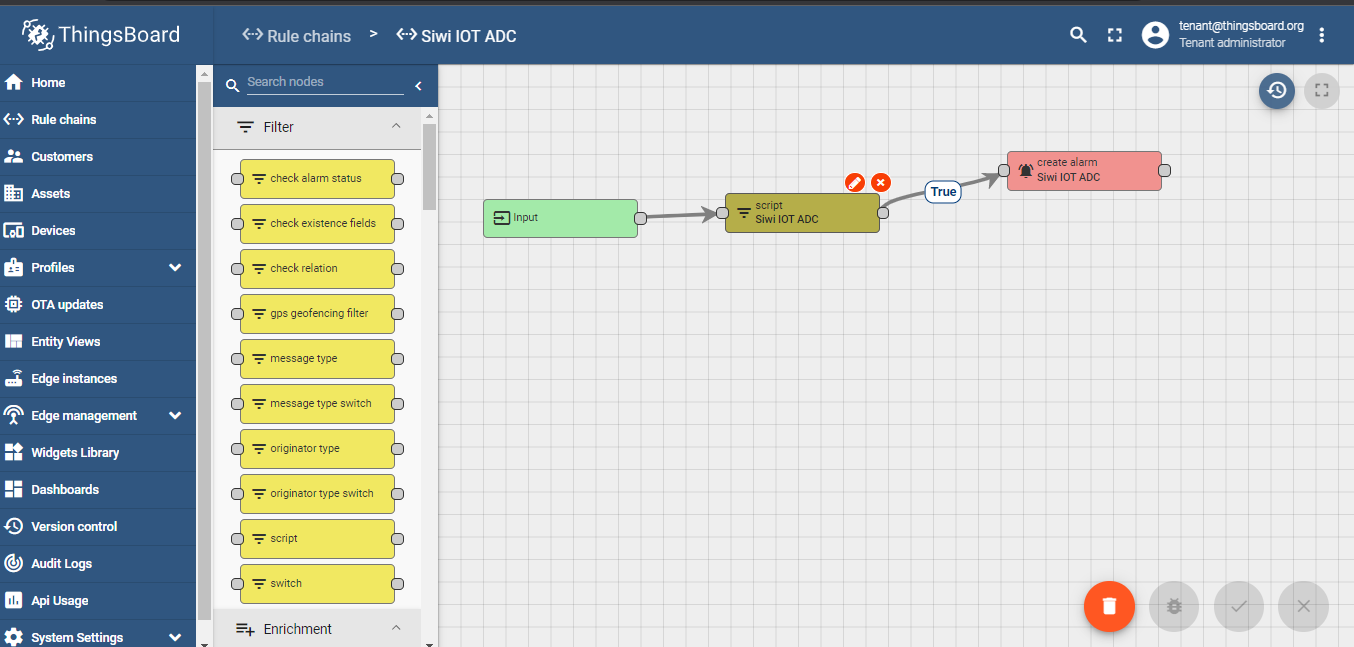 ThingsBoard
Rule chains > Siwi IOT ADC
tenant@thingsboard.org
Tenant administrator
Home
Rule chains
Customers
Assets
Devices
Profiles
OTA updates
Entity Views
Edge instances
Edge management
Widgets Library
Dashboards
Version control
Audit Logs
Api Usage
System Settings
Search nodes
Filter
check alarm status
check existence fields
check relation
gps geofencing filter
message type
message type switch
originator type
originator type switch
script
switch
Enrichment
Input
script
Siwi IOT ADC
True
create alarm
Siwi IOT ADC